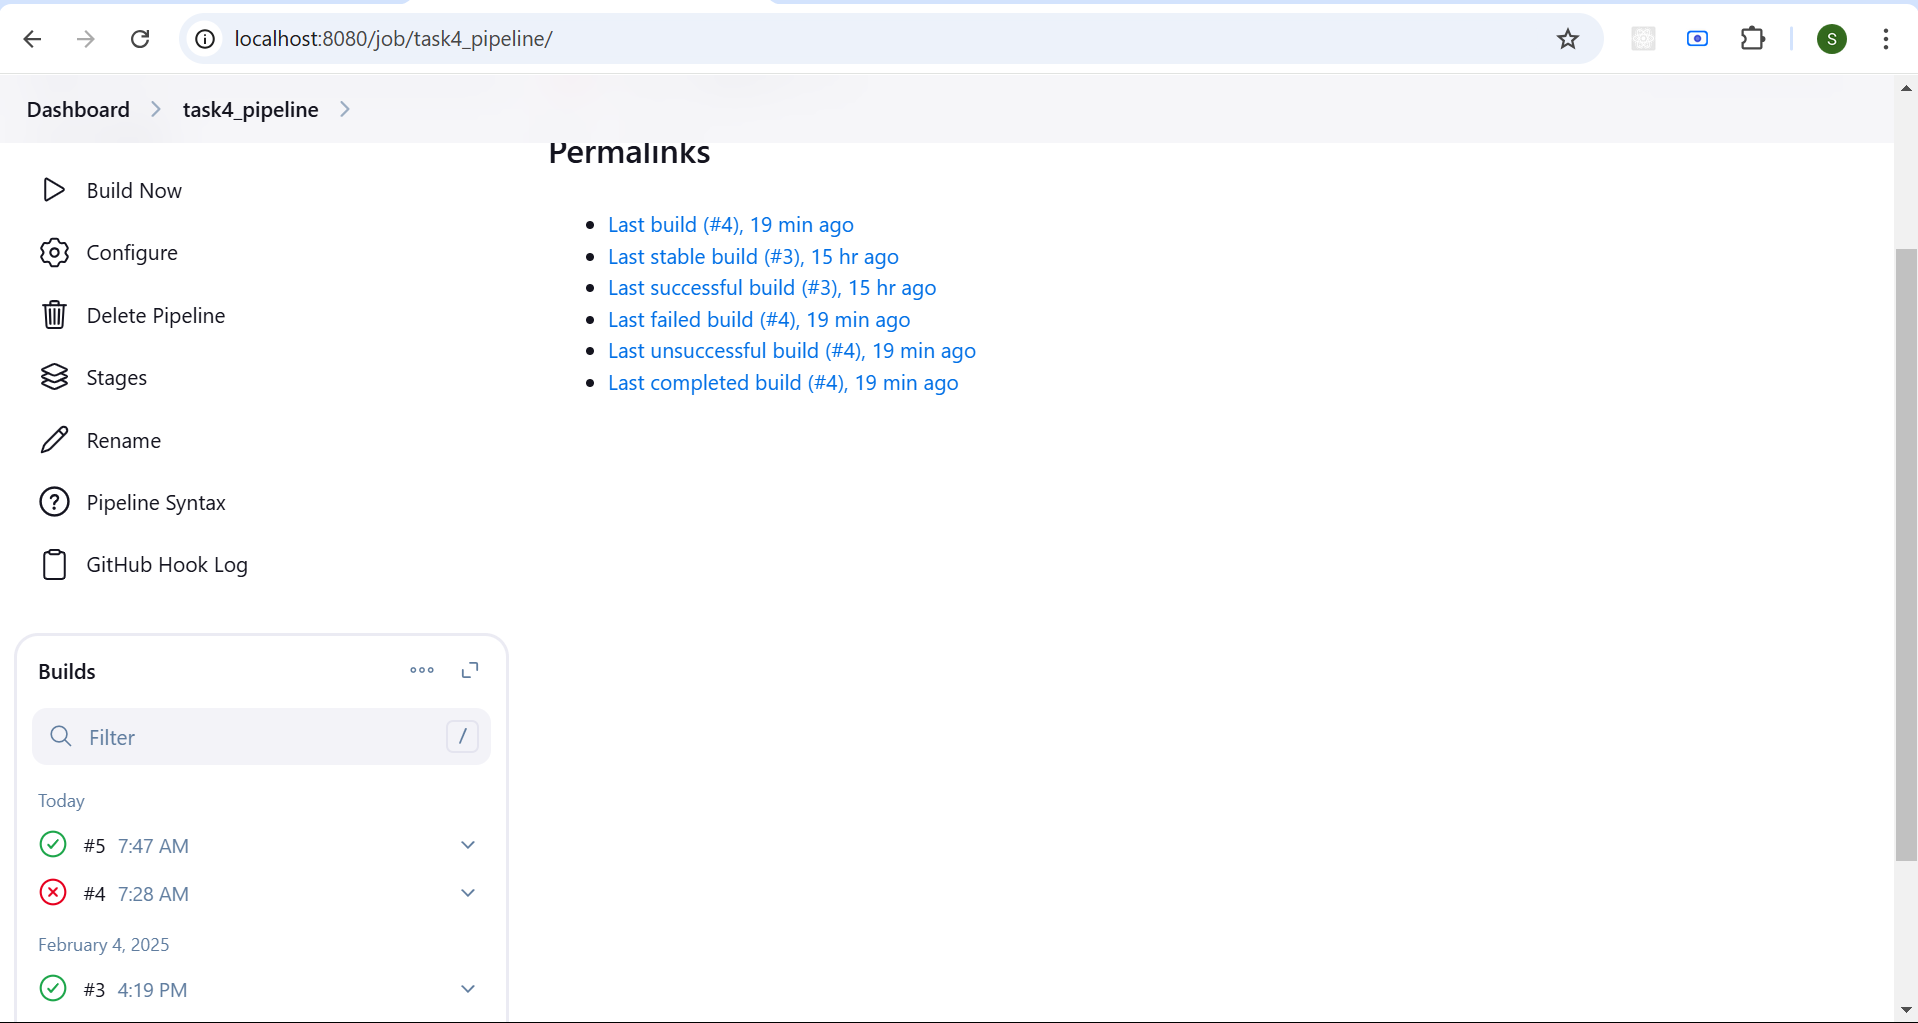 localhost:8080/job/task4_pipeline/
S
Dashboard
task4_pipeline
Build Now
Configure
Delete Pipeline
Stages
Rename
Pipeline Syntax
GitHub Hook Log
Builds
Filter
/
Today
#5 7:47 AM
#4 7:28 AM
February 4, 2025
#3 4:19 PM
Permalinks
Last build (#4), 19 min ago
Last stable build (#3), 15 hr ago
Last successful build (#3), 15 hr ago
Last failed build (#4), 19 min ago
Last unsuccessful build (#4), 19 min ago
Last completed build (#4), 19 min ago